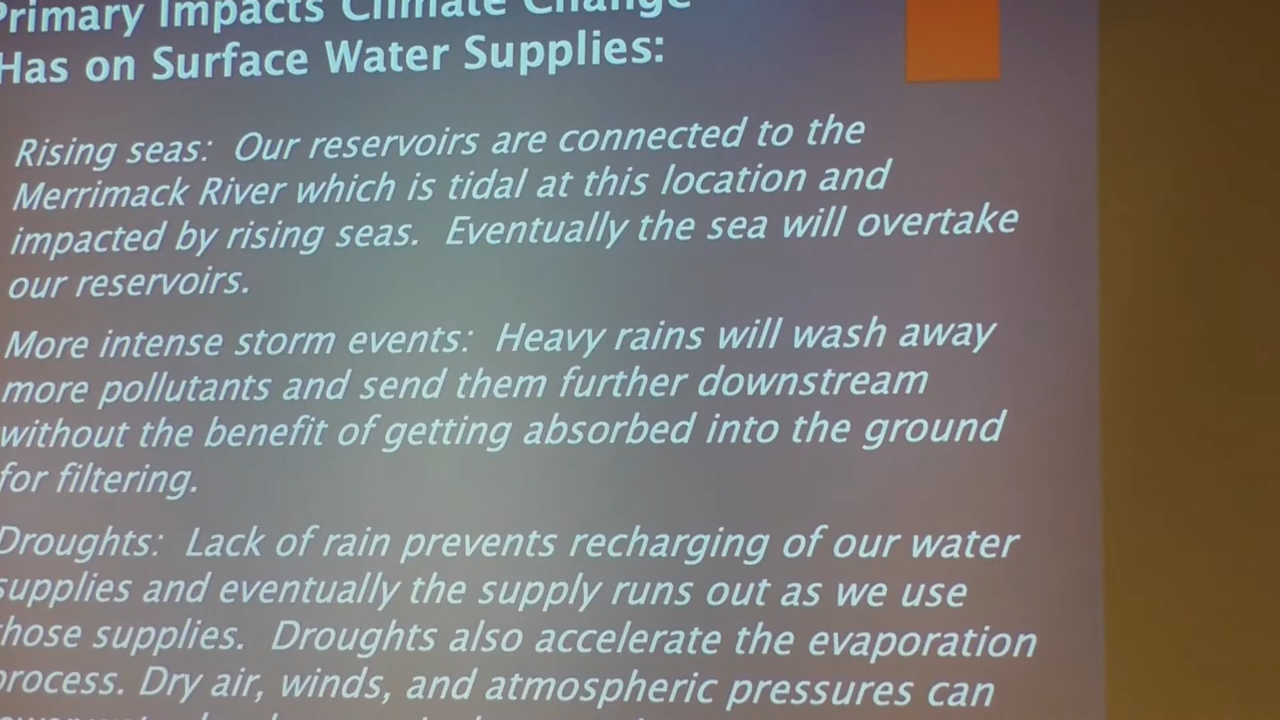 Primary Impacts Climate Change
Has on Surface Water Supplies:
Rising seas: Our reservoirs are connected to the
Merrimack River which is tidal at this location and
impacted by rising seas. Eventually the sea will overtake
our reservoirs.
More intense storm events: Heavy rains will wash away
more pollutants and send them further downstream
without the benefit of getting absorbed into the ground
for filtering.
Droughts: Lack of rain prevents recharging of our water
supplies and eventually the supply runs out as we use
those supplies. Droughts also accelerate the evaporation
process. Dry air, winds, and atmospheric pressures can